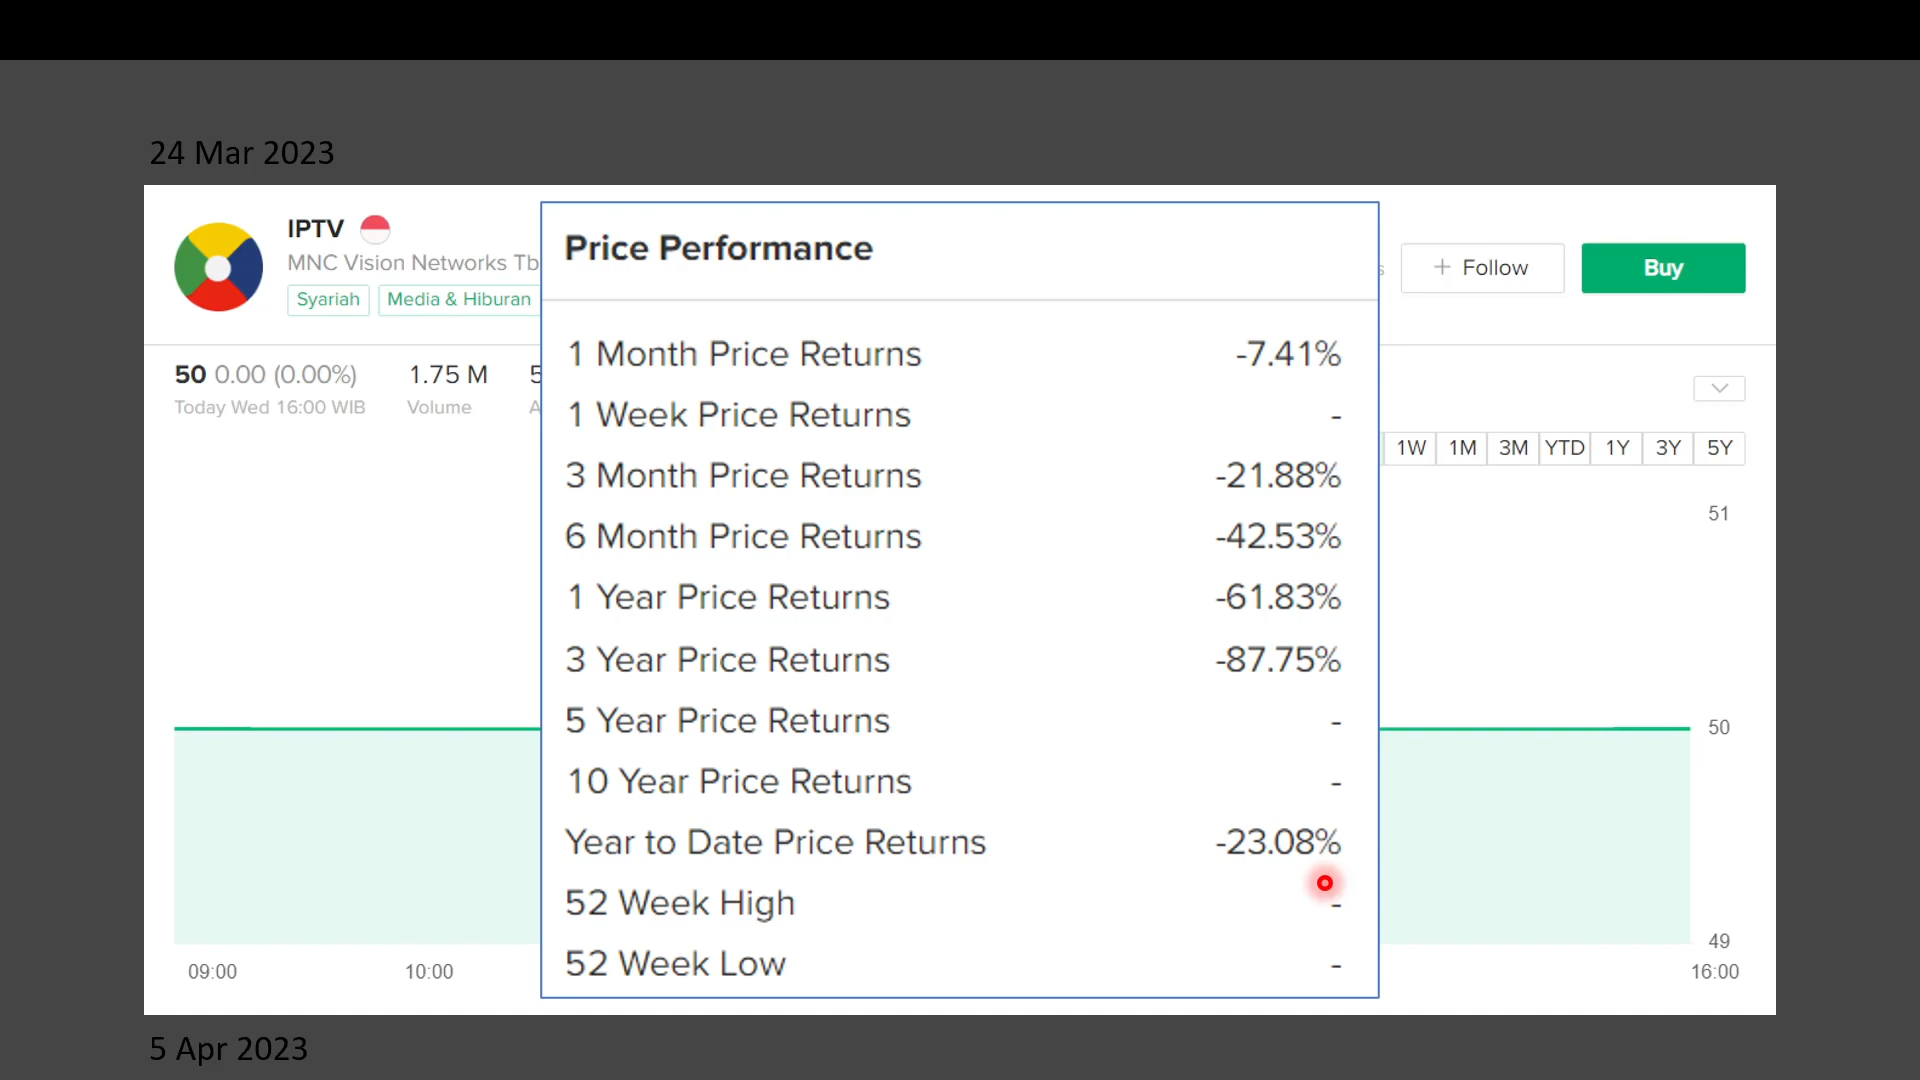 24 Mar 2023
IPTV
MNC Vision Networks Tb
Syariah Media & Hiburan
+ Follow
Buy
50 0.00 (0.00%)
Today Wed 16:00 WIB
1.75 M
Volume
Price Performance
1 Month Price Returns -7.41%
1 Week Price Returns -
3 Month Price Returns -21.88%
6 Month Price Returns -42.53%
1 Year Price Returns -61.83%
3 Year Price Returns -87.75%
5 Year Price Returns -
10 Year Price Returns -
Year to Date Price Returns -23.08%
52 Week High -
52 Week Low -
1W 1M 3M YTD 1Y 3Y 5Y
51
50
49
09:00 10:00 16:00
5 Apr 2023